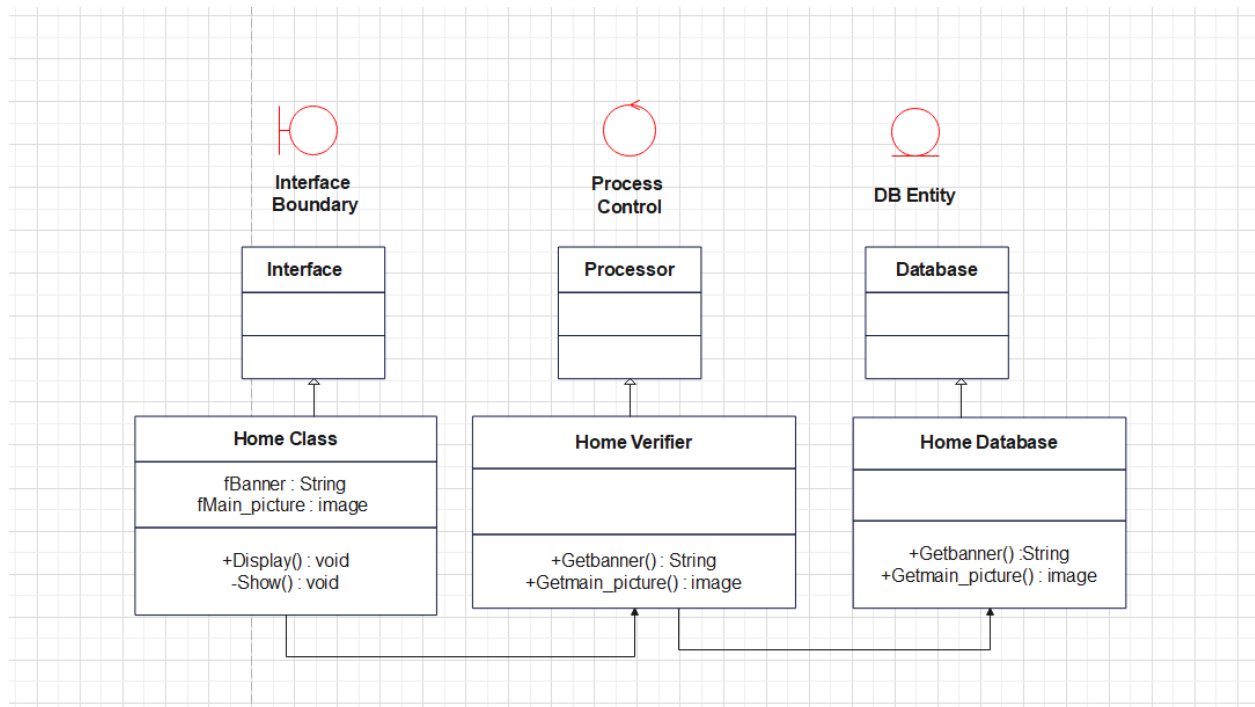 Interface
Boundary
Process
Control
DB Entity
Interface
Processor
Database
Home Class
fBanner : String
fMain_picture : image
+Display() : void
-Show() : void
Home Verifier
+Getbanner() : String
+Getmain_picture() : image
Home Database
+Getbanner() :String
+Getmain_picture() : image